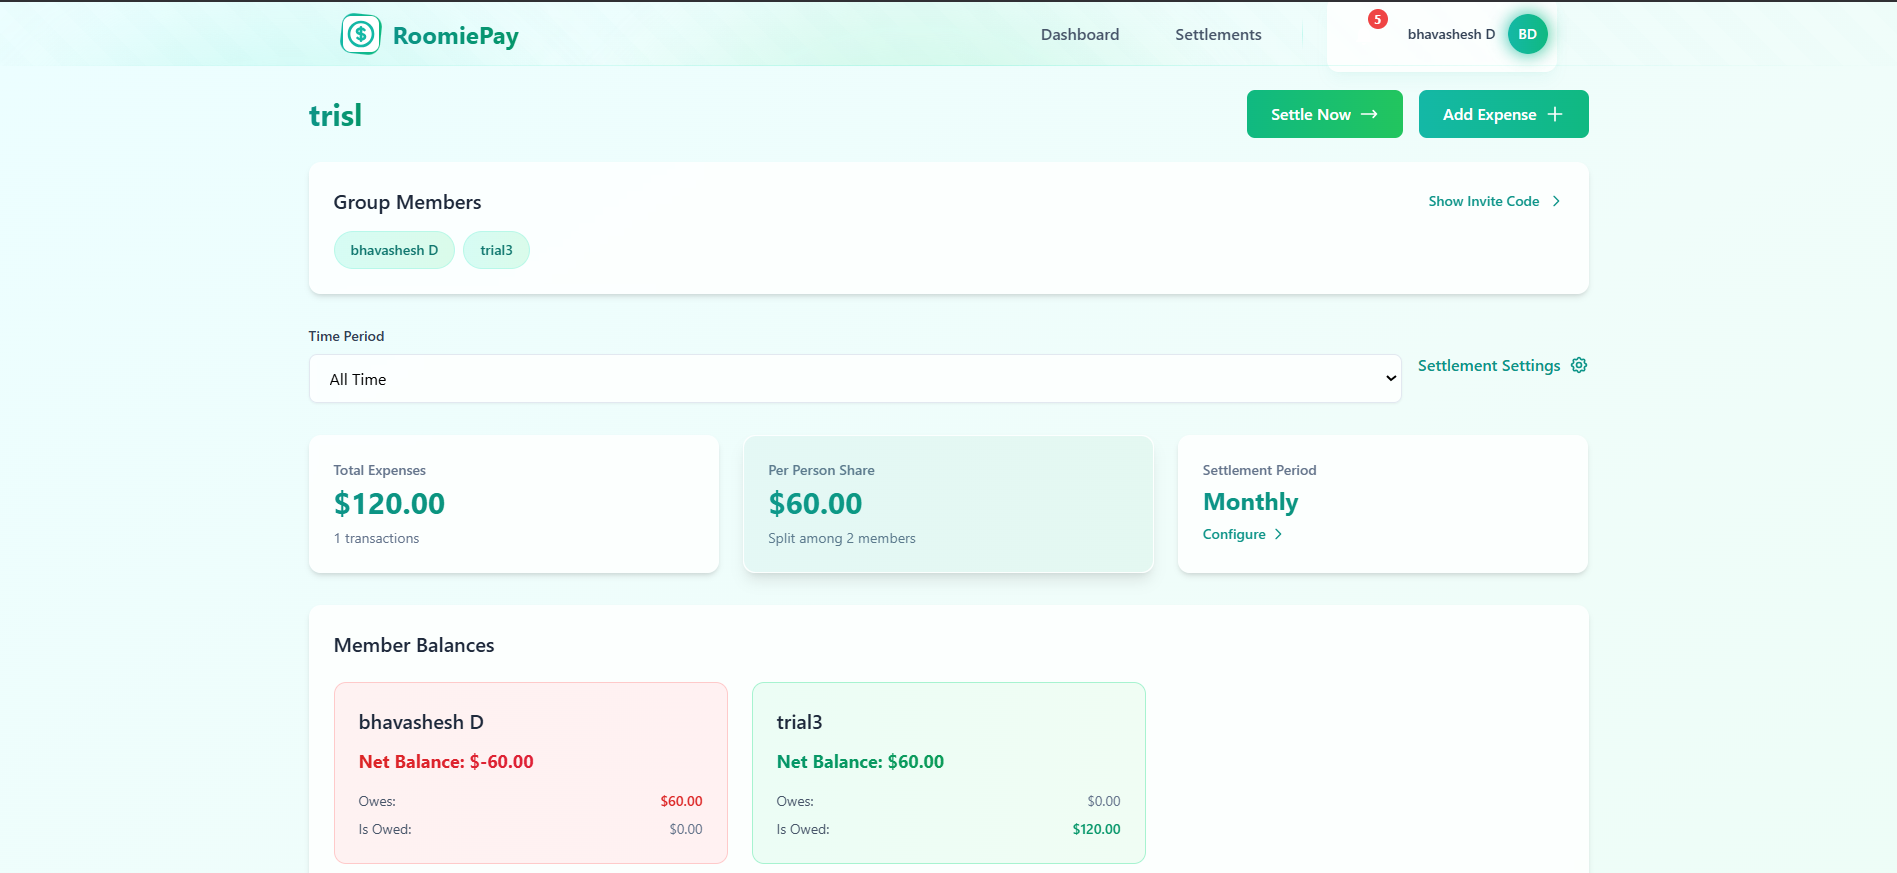 RoomiePay
Dashboard
Settlements
5
bhavashesh D
BD
trisl
Settle Now
Add Expense
Group Members
Show Invite Code
bhavashesh D
trial3
Time Period
All Time
Settlement Settings
Total Expenses
$120.00
1 transactions
Per Person Share
$60.00
Split among 2 members
Settlement Period
Monthly
Configure
Member Balances
bhavashesh D
Net Balance: $-60.00
Owes: $60.00
Is Owed: $0.00
trial3
Net Balance: $60.00
Owes: $0.00
Is Owed: $120.00